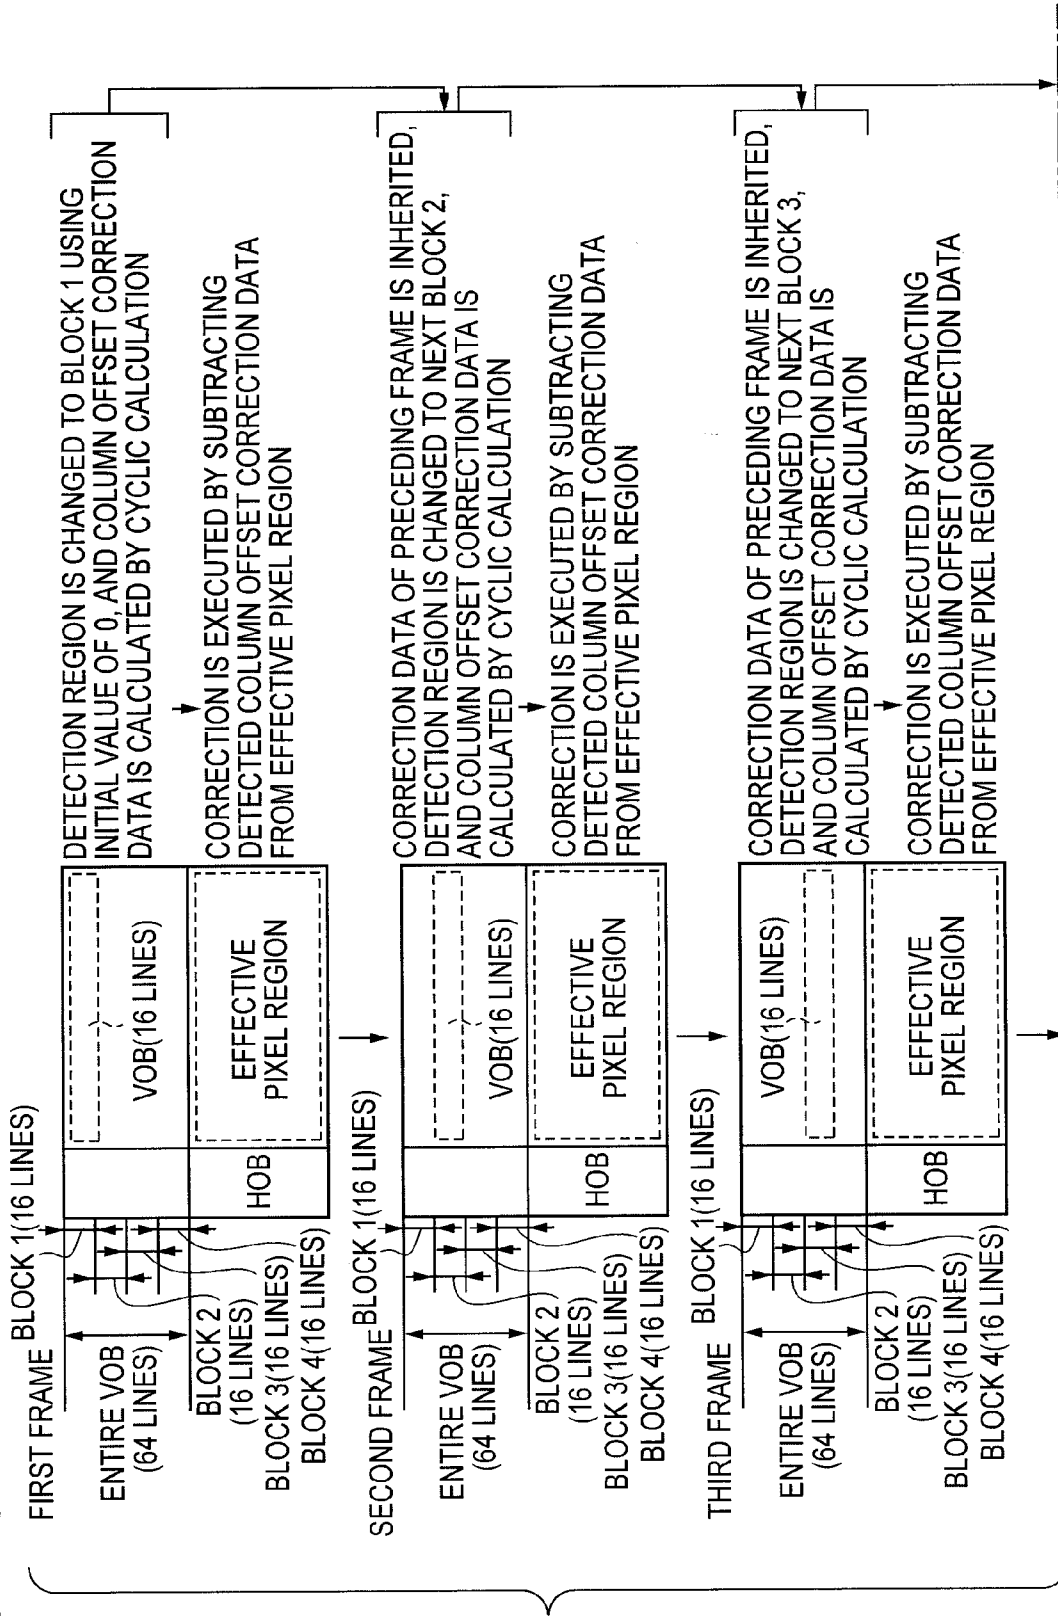 FIRST FRAME
BLOCK 1(16 LINES)
ENTIRE VOB
(64 LINES)
BLOCK 2
(16 LINES)
BLOCK 3(16 LINES)
BLOCK 4(16 LINES)
VOB(16 LINES)
HOB
EFFECTIVE
PIXEL REGION
DETECTION REGION IS CHANGED TO BLOCK 1 USING
INITIAL VALUE OF 0, AND COLUMN OFFSET CORRECTION
DATA IS CALCULATED BY CYCLIC CALCULATION
CORRECTION IS EXECUTED BY SUBTRACTING
DETECTED COLUMN OFFSET CORRECTION DATA
FROM EFFECTIVE PIXEL REGION
SECOND FRAME
BLOCK 1(16 LINES)
ENTIRE VOB
(64 LINES)
BLOCK 2
(16 LINES)
BLOCK 3(16 LINES)
BLOCK 4(16 LINES)
VOB(16 LINES)
HOB
EFFECTIVE
PIXEL REGION
CORRECTION DATA OF PRECEDING FRAME IS INHERITED,
DETECTION REGION IS CHANGED TO NEXT BLOCK 2,
AND COLUMN OFFSET CORRECTION DATA IS
CALCULATED BY CYCLIC CALCULATION
CORRECTION IS EXECUTED BY SUBTRACTING
DETECTED COLUMN OFFSET CORRECTION DATA
FROM EFFECTIVE PIXEL REGION
THIRD FRAME
BLOCK 1(16 LINES)
ENTIRE VOB
(64 LINES)
BLOCK 2
(16 LINES)
BLOCK 3(16 LINES)
BLOCK 4(16 LINES)
VOB(16 LINES)
HOB
EFFECTIVE
PIXEL REGION
CORRECTION DATA OF PRECEDING FRAME IS INHERITED,
DETECTION REGION IS CHANGED TO NEXT BLOCK 3,
AND COLUMN OFFSET CORRECTION DATA IS
CALCULATED BY CYCLIC CALCULATION
CORRECTION IS EXECUTED BY SUBTRACTING
DETECTED COLUMN OFFSET CORRECTION DATA
FROM EFFECTIVE PIXEL REGION